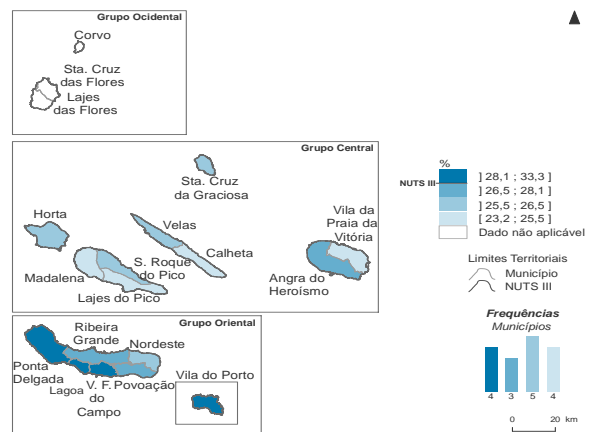 Grupo Ocidental
Corvo
Sta. Cruz
das Flores
Lajes
das Flores
Grupo Central
Sta. Cruz
da Graciosa
Horta
Velas
Vila da
Praia da
Vitória
Calheta
S. Roque
do Pico
Madalena
Lajes do Pico
Angra do
Heroísmo
Grupo Oriental
Ribeira
Grande
Nordeste
Ponta
Delgada
Lagoa
V. F.
do
Campo
Povoação
Vila do Porto
%
NUTS III
] 28,1 ; 33,3 ]
] 26,5 ; 28,1 ]
] 25,5 ; 26,5 ]
[ 23,2 ; 25,5 ]
Dado não aplicável
Limites Territoriais
Município
NUTS III
Frequências
Municípios
4 3 5 4
0 20 km